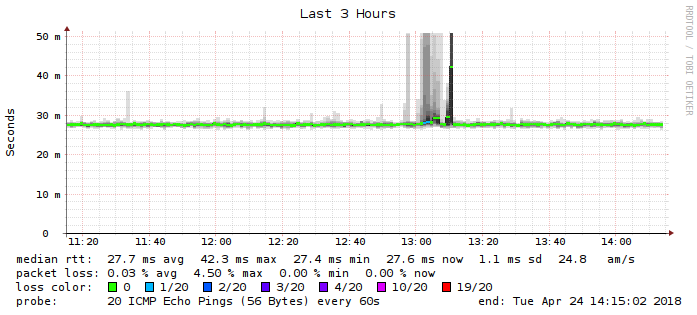 Last 3 Hours
RRDTOOL / TOBI OETIKER
Seconds
50 m
40 m
30 m
20 m
10 m
0
11:20 11:40 12:00 12:20 12:40 13:00 13:20 13:40 14:00
median rtt: 27.7 ms avg 42.3 ms max 27.4 ms min 27.6 ms now 1.1 ms sd 24.8 am/s
packet loss: 0.03 % avg 4.50 % max 0.00 % min 0.00 % now
loss color: 0 1/20 2/20 3/20 4/20 10/20 19/20
probe: 20 ICMP Echo Pings (56 Bytes) every 60s end: Tue Apr 24 14:15:02 2018